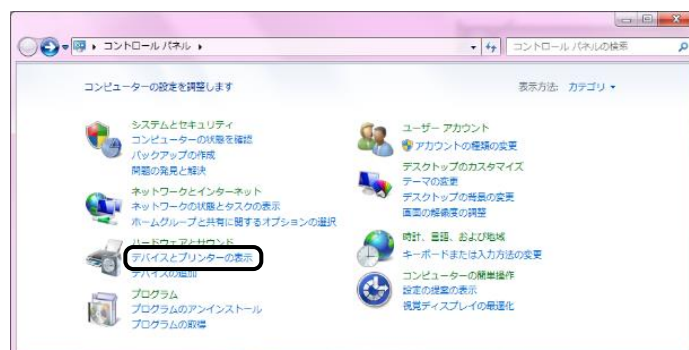 コントロール パネル
コントロール パネルの検索
コンピューターの設定を調整します
表示方法: カテゴリ
システムとセキュリティ
コンピューターの状態を確認
バックアップの作成
問題の発見と解決
ネットワークとインターネット
ネットワークの状態とタスクの表示
ホームグループと共有に関するオプションの選択
ハードウェアとサウンド
デバイスとプリンターの表示
デバイスの追加
プログラム
プログラムのアンインストール
プログラムの取得
ユーザー アカウント
アカウントの種類の変更
デスクトップのカスタマイズ
テーマの変更
デスクトップの背景の変更
画面の解像度の調整
時計、言語、および地域
キーボードまたは入力方法の変更
コンピューターの簡単操作
設定の提案の表示
視覚ディスプレイの最適化